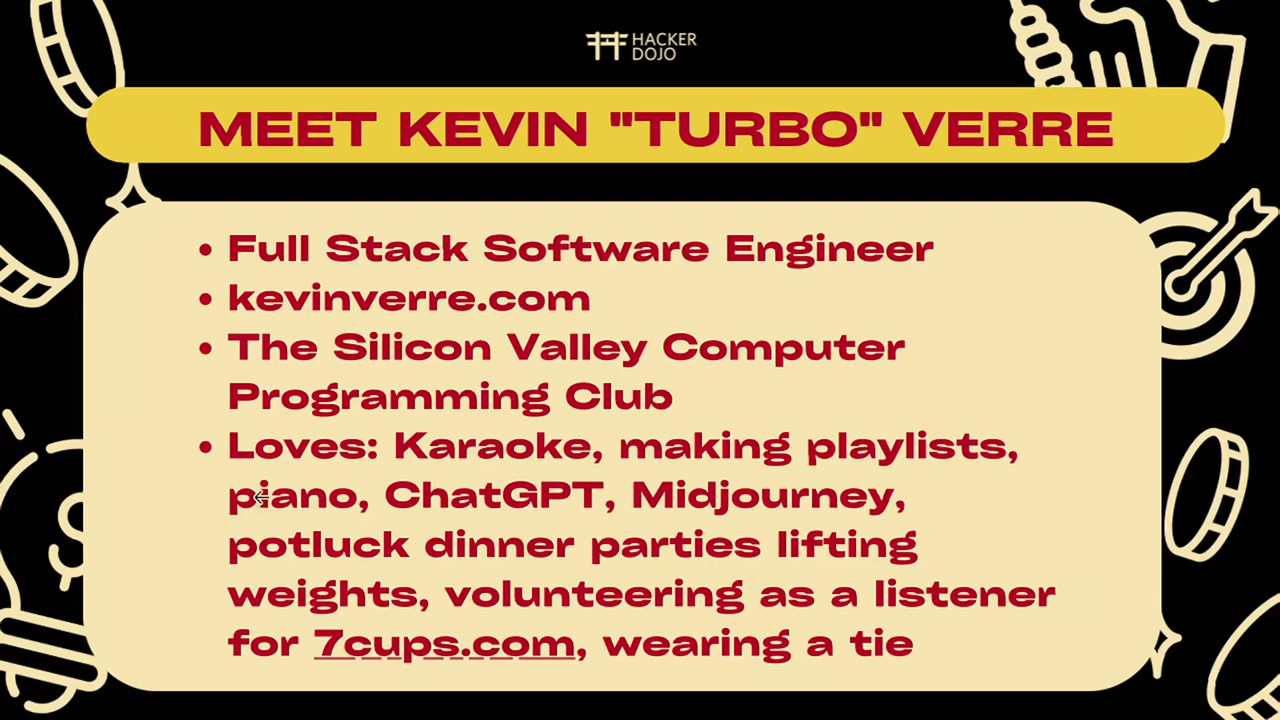 HACKER
DOJO
MEET KEVIN "TURBO" VERRE
• Full Stack Software Engineer
• kevinverre.com
• The Silicon Valley Computer
Programming Club
• Loves: Karaoke, making playlists,
piano, ChatGPT, Midjourney,
potluck dinner parties lifting
weights, volunteering as a listener
for 7cups.com, wearing a tie